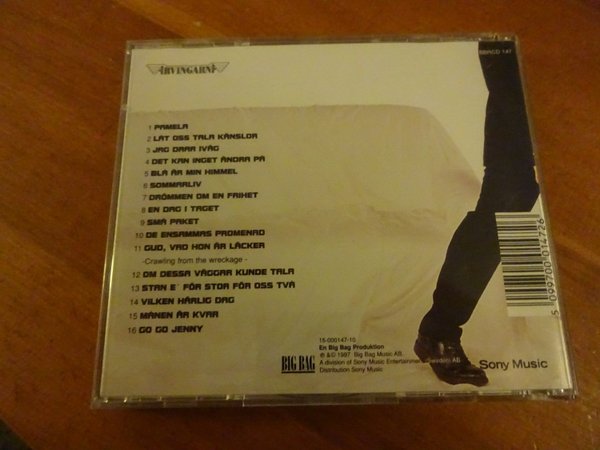 ARVINGARNA
BBRCD 147
1 PAMELA
2 LÅT OSS TALA KÄNSLOR
3 JAG DRAR IVÄG
4 DET KAN INGET ÄNDRA PÅ
5 BLÅ ÄR MIN HIMMEL
6 SOMMARLIV
7 DRÖMMEN OM EN FRIHET
8 EN DAG I TAGET
9 SMÅ PAKET
10 DE ENSAMMAS PROMENAD
11 GUD, VAD HON ÄR LÄCKER
-Crawling from the wreckage -
12 OM DESSA VÄGGAR KUNDE TALA
13 STAN E´ FÖR STOR FÖR OSS TVÅ
14 VILKEN HÄRLIG DAG
15 MÅNEN ÄR KVAR
16 GO GO JENNY
5 099700 014726
16-000147-10
En Big Bag Produktion
℗ & © 1997 Big Bag Music AB.
A division of Sony Music Entertainment Sweden AB
Distribution Sony Music
BIG BAG
Sony Music